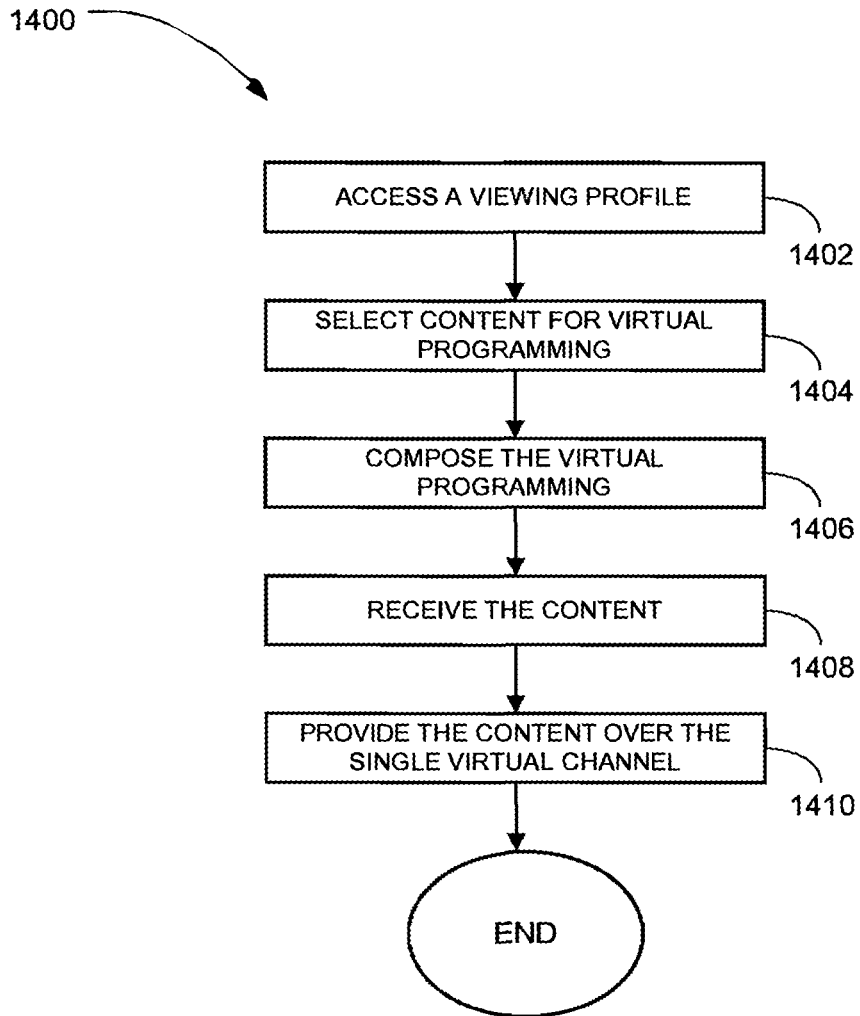 1400
ACCESS A VIEWING PROFILE
1402
SELECT CONTENT FOR VIRTUAL
PROGRAMMING
1404
COMPOSE THE VIRTUAL
PROGRAMMING
1406
RECEIVE THE CONTENT
1408
PROVIDE THE CONTENT OVER THE
SINGLE VIRTUAL CHANNEL
1410
END